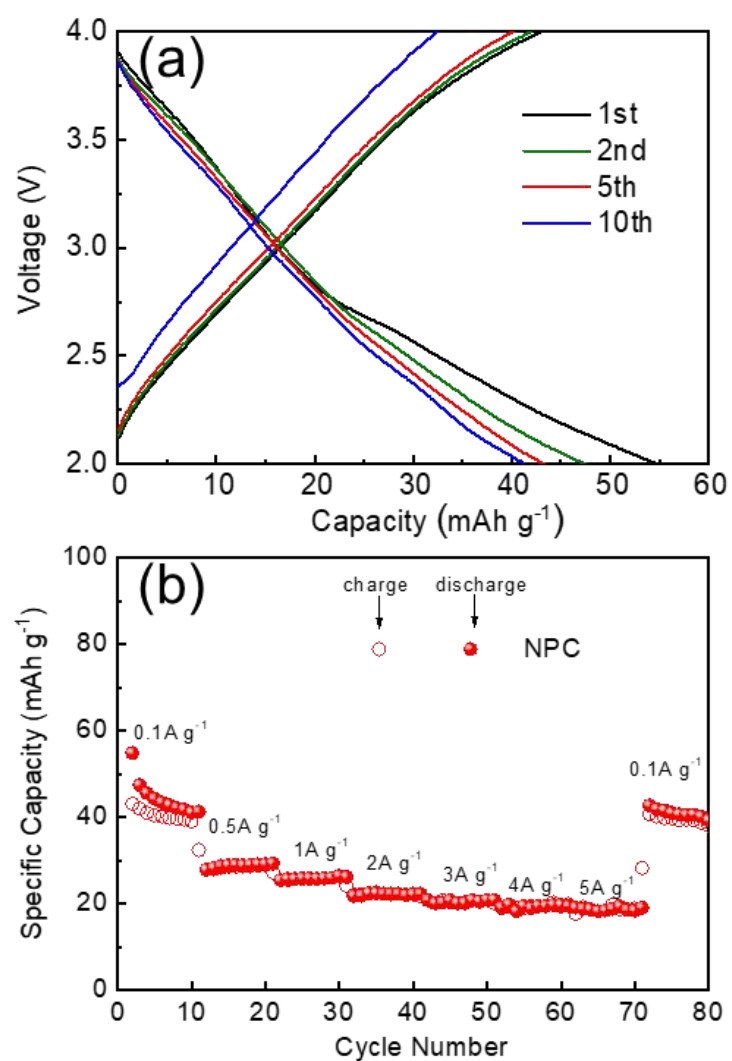 (a)
4.0
3.5
3.0
2.5
2.0
Voltage (V)
1st
2nd
5th
10th
0 10 20 30 40 50 60
Capacity (mAh g⁻¹)
(b)
100
80
60
40
20
0
Specific Capacity (mAh g⁻¹)
charge discharge
NPC
0.1A g⁻¹
0.5A g⁻¹
1A g⁻¹
2A g⁻¹
3A g⁻¹
4A g⁻¹
5A g⁻¹
0.1A g⁻¹
0 10 20 30 40 50 60 70 80
Cycle Number